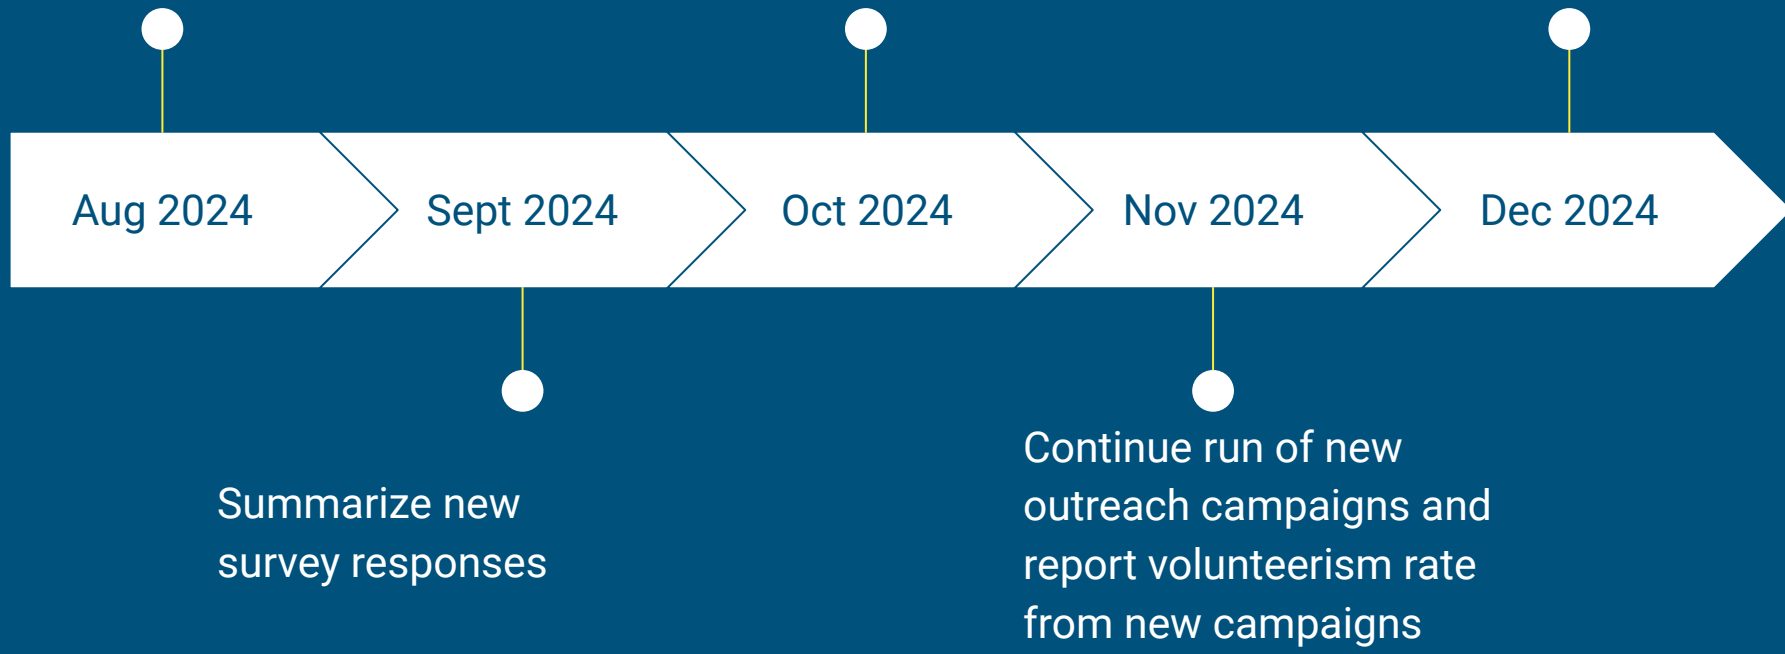 Aug 2024
Sept 2024
Oct 2024
Nov 2024
Dec 2024
Summarize new
survey responses
Continue run of new
outreach campaigns and
report volunteerism rate
from new campaigns